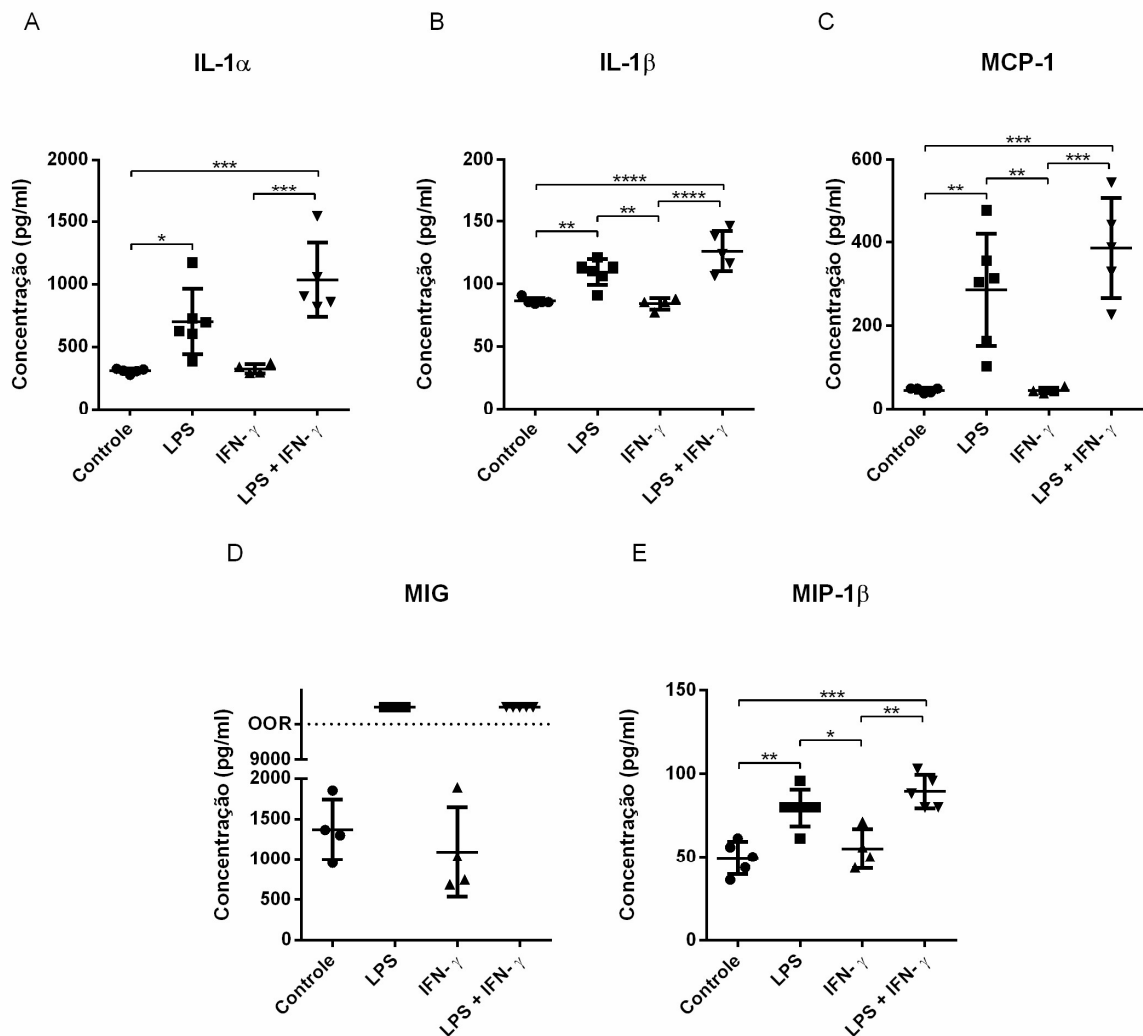 A
IL-1α
Concentração (pg/ml)
2000
1500
1000
500
0
***
***
*
Controle
LPS
IFN-γ
LPS + IFN-γ
B
IL-1β
Concentração (pg/ml)
200
150
100
50
0
****
****
**
**
Controle
LPS
IFN-γ
LPS + IFN-γ
C
MCP-1
Concentração (pg/ml)
600
400
200
0
***
***
**
**
Controle
LPS
IFN-γ
LPS + IFN-γ
D
MIG
Concentração (pg/ml)
OOR
9000
2000
1500
1000
500
0
Controle
LPS
IFN-γ
LPS + IFN-γ
E
MIP-1β
Concentração (pg/ml)
150
100
50
0
***
**
*
**
Controle
LPS
IFN-γ
LPS + IFN-γ